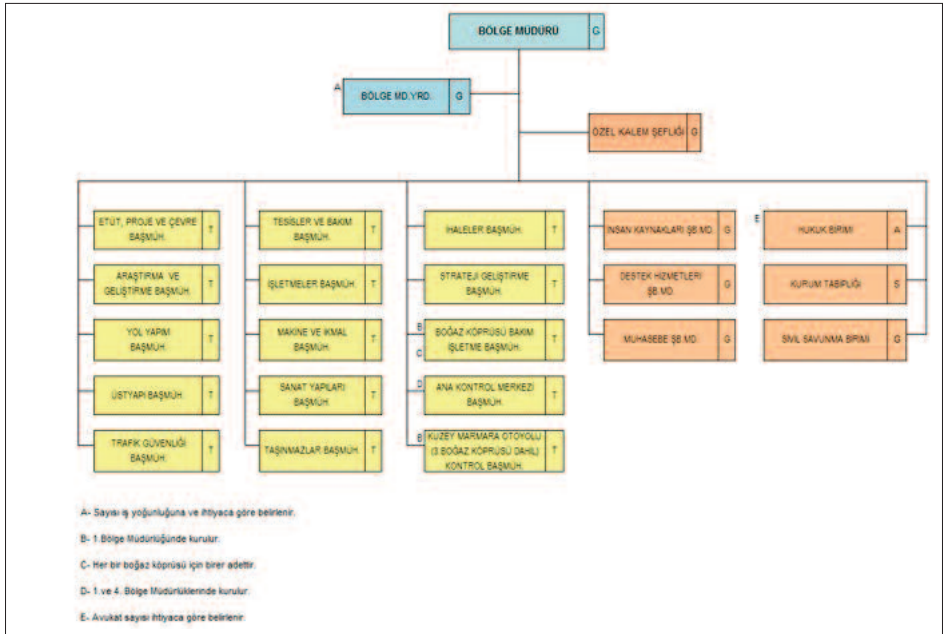 BÖLGE MÜDÜRÜ G
A BÖLGE MD.YRD. G
ÖZEL KALEM ŞEFLİĞİ G
ETÜT, PROJE VE ÇEVRE
BAŞMÜH. T
ARAŞTIRMA VE
GELİŞTİRME BAŞMÜH. T
YOL YAPIM
BAŞMÜH. T
ÜSTYAPI BAŞMÜH. T
TRAFİK GÜVENLİĞİ
BAŞMÜH. T
TESİSLER VE BAKIM
BAŞMÜH. T
İŞLETMELER BAŞMÜH. T
MAKİNE VE İKMAL
BAŞMÜH. T
SANAT YAPILARI
BAŞMÜH. T
TAŞINMAZLAR BAŞMÜH. T
İHALELER BAŞMÜH. T
STRATEJİ GELİŞTİRME
BAŞMÜH. T
B BOĞAZ KÖPRÜSÜ BAKIM
C İŞLETME BAŞMÜH. T
D ANA KONTROL MERKEZİ
BAŞMÜH. T
B KUZEY MARMARA OTOYOLU
(3.BOĞAZ KÖPRÜSÜ DAHİL)
KONTROL BAŞMÜH. T
İNSAN KAYNAKLARI ŞB.MD. G
DESTEK HİZMETLERİ
ŞB.MD. G
MUHASEBE ŞB.MD. G
E HUKUK BİRİMİ A
KURUM TABİPLİĞİ S
SİVİL SAVUNMA BİRİMİ G
A- Sayısı iş yoğunluğuna ve ihtiyaca göre belirlenir.
B- 1.Bölge Müdürlüğünde kurulur.
C- Her bir boğaz köprüsü için birer adettir.
D- 1.ve 4. Bölge Müdürlüklerinde kurulur.
E- Avukat sayısı ihtiyaca göre belirlenir.